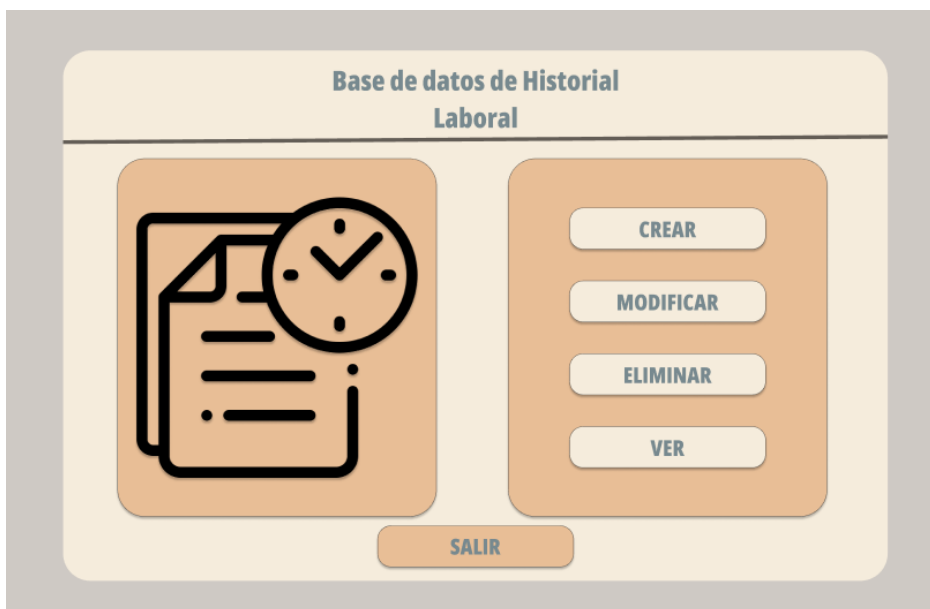 Base de datos de Historial
Laboral
CREAR
MODIFICAR
ELIMINAR
VER
SALIR